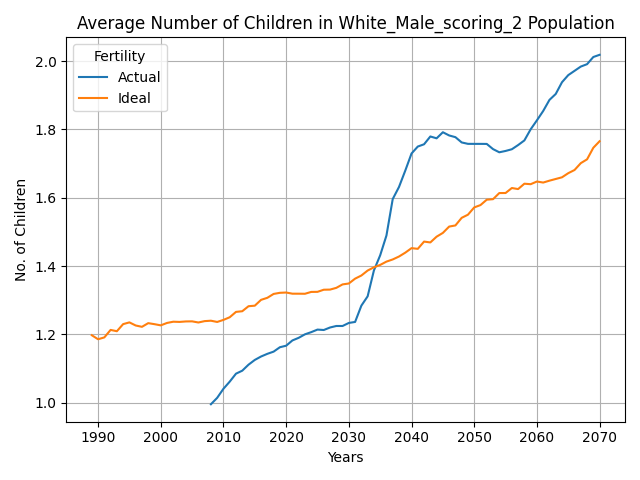 Average Number of Children in White_Male_scoring_2 Population
Fertility
Actual
Ideal
No. of Children
2.0
1.8
1.6
1.4
1.2
1.0
1990 2000 2010 2020 2030 2040 2050 2060 2070
Years